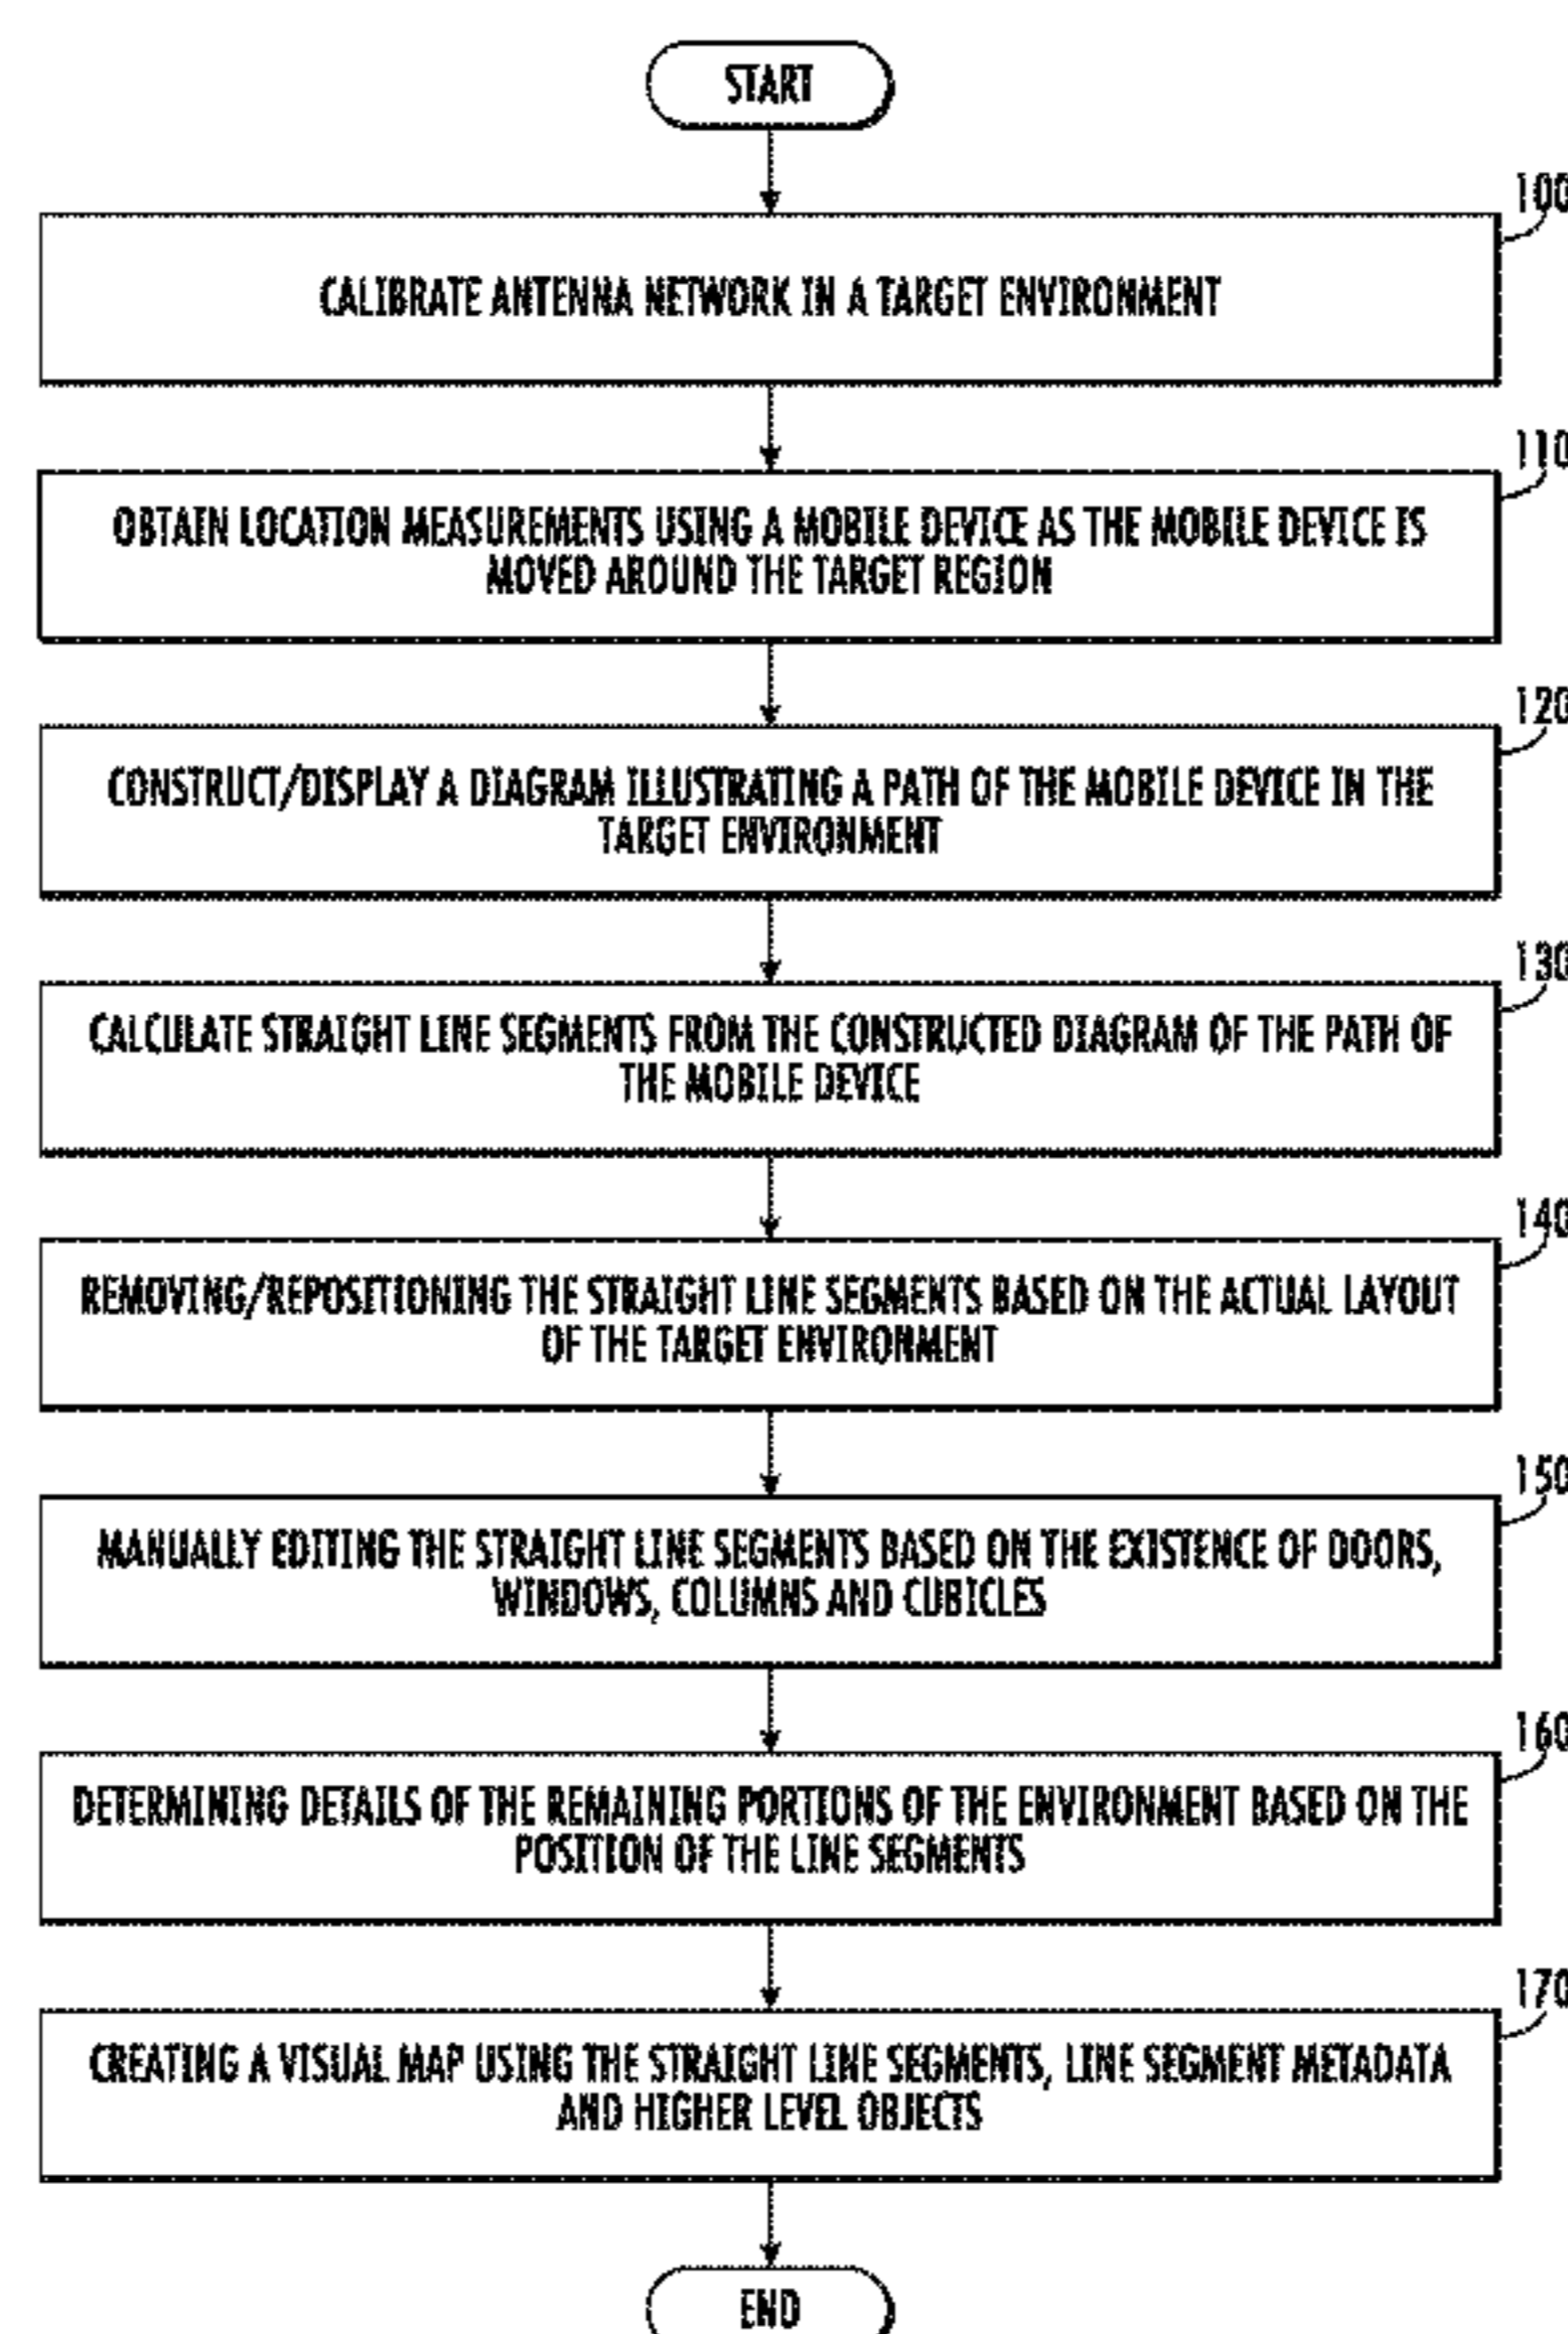 START
100
CALIBRATE ANTENNA NETWORK IN A TARGET ENVIRONMENT
110
OBTAIN LOCATION MEASUREMENTS USING A MOBILE DEVICE AS THE MOBILE DEVICE IS
MOVED AROUND THE TARGET REGION
120
CONSTRUCT/DISPLAY A DIAGRAM ILLUSTRATING A PATH OF THE MOBILE DEVICE IN THE
TARGET ENVIRONMENT
130
CALCULATE STRAIGHT LINE SEGMENTS FROM THE CONSTRUCTED DIAGRAM OF THE PATH OF
THE MOBILE DEVICE
140
REMOVING/REPOSITIONING THE STRAIGHT LINE SEGMENTS BASED ON THE ACTUAL LAYOUT
OF THE TARGET ENVIRONMENT
150
MANUALLY EDITING THE STRAIGHT LINE SEGMENTS BASED ON THE EXISTENCE OF DOORS,
WINDOWS, COLUMNS AND CUBICLES
160
DETERMINING DETAILS OF THE REMAINING PORTIONS OF THE ENVIRONMENT BASED ON THE
POSITION OF THE LINE SEGMENTS
170
CREATING A VISUAL MAP USING THE STRAIGHT LINE SEGMENTS, LINE SEGMENT METADATA
AND HIGHER LEVEL OBJECTS
END